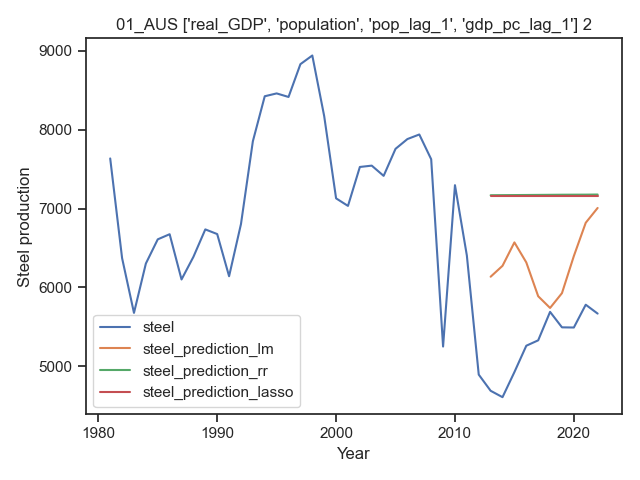 01_AUS ['real_GDP', 'population', 'pop_lag_1', 'gdp_pc_lag_1'] 2
9000
8000
7000
6000
5000
Steel production
steel
steel_prediction_lm
steel_prediction_rr
steel_prediction_lasso
1980 1990 2000 2010 2020
Year